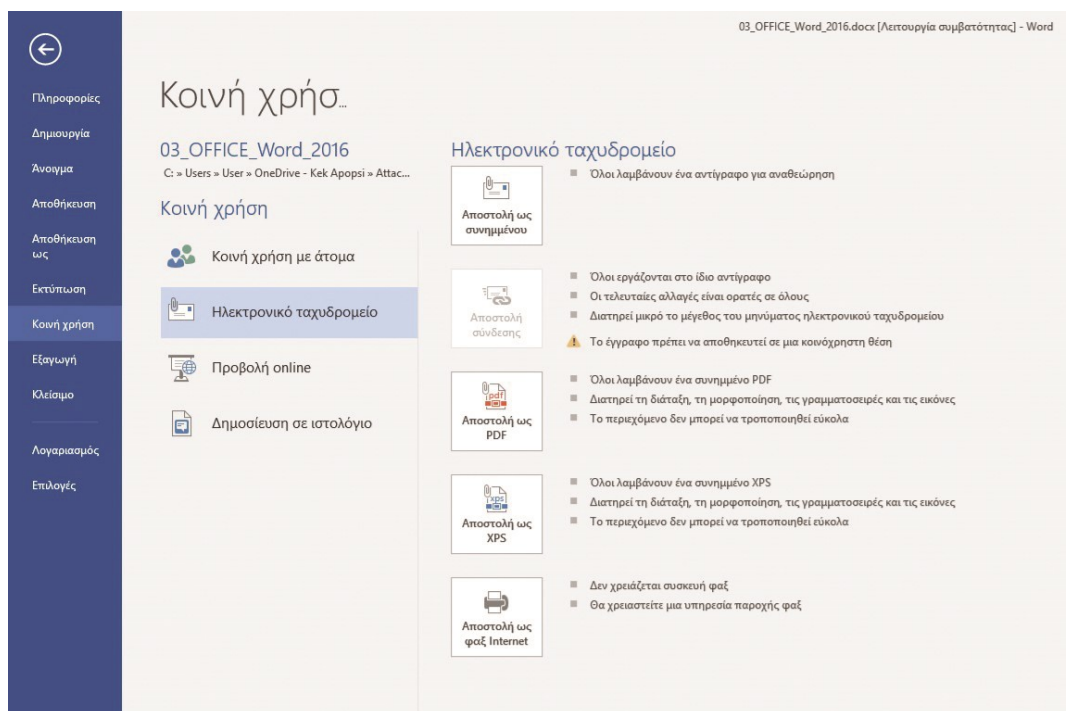 03_OFFICE_Word_2016.docx [Λειτουργία συμβατότητας] - Word
Πληροφορίες
Δημιουργία
Άνοιγμα
Αποθήκευση
Αποθήκευση
ως
Εκτύπωση
Κοινή χρήση
Εξαγωγή
Κλείσιμο
Λογαριασμός
Επιλογές
Κοινή χρήσ...
03_OFFICE_Word_2016
C: » Users » User » OneDrive - Kek Apopsi » Attac...
Κοινή χρήση
Κοινή χρήση με άτομα
Ηλεκτρονικό ταχυδρομείο
Προβολή online
Δημοσίευση σε ιστολόγιο
Ηλεκτρονικό ταχυδρομείο
Αποστολή ως
συνημμένου
Όλοι λαμβάνουν ένα αντίγραφο για αναθεώρηση
Αποστολή
σύνδεσης
Όλοι εργάζονται στο ίδιο αντίγραφο
Οι τελευταίες αλλαγές είναι ορατές σε όλους
Διατηρεί μικρό το μέγεθος του μηνύματος ηλεκτρονικού ταχυδρομείου
Το έγγραφο πρέπει να αποθηκευτεί σε μια κοινόχρηστη θέση
pdf
Αποστολή ως
PDF
Όλοι λαμβάνουν ένα συνημμένο PDF
Διατηρεί τη διάταξη, τη μορφοποίηση, τις γραμματοσειρές και τις εικόνες
Το περιεχόμενο δεν μπορεί να τροποποιηθεί εύκολα
xps
Αποστολή ως
XPS
Όλοι λαμβάνουν ένα συνημμένο XPS
Διατηρεί τη διάταξη, τη μορφοποίηση, τις γραμματοσειρές και τις εικόνες
Το περιεχόμενο δεν μπορεί να τροποποιηθεί εύκολα
Αποστολή ως
φαξ Internet
Δεν χρειάζεται συσκευή φαξ
Θα χρειαστείτε μια υπηρεσία παροχής φαξ